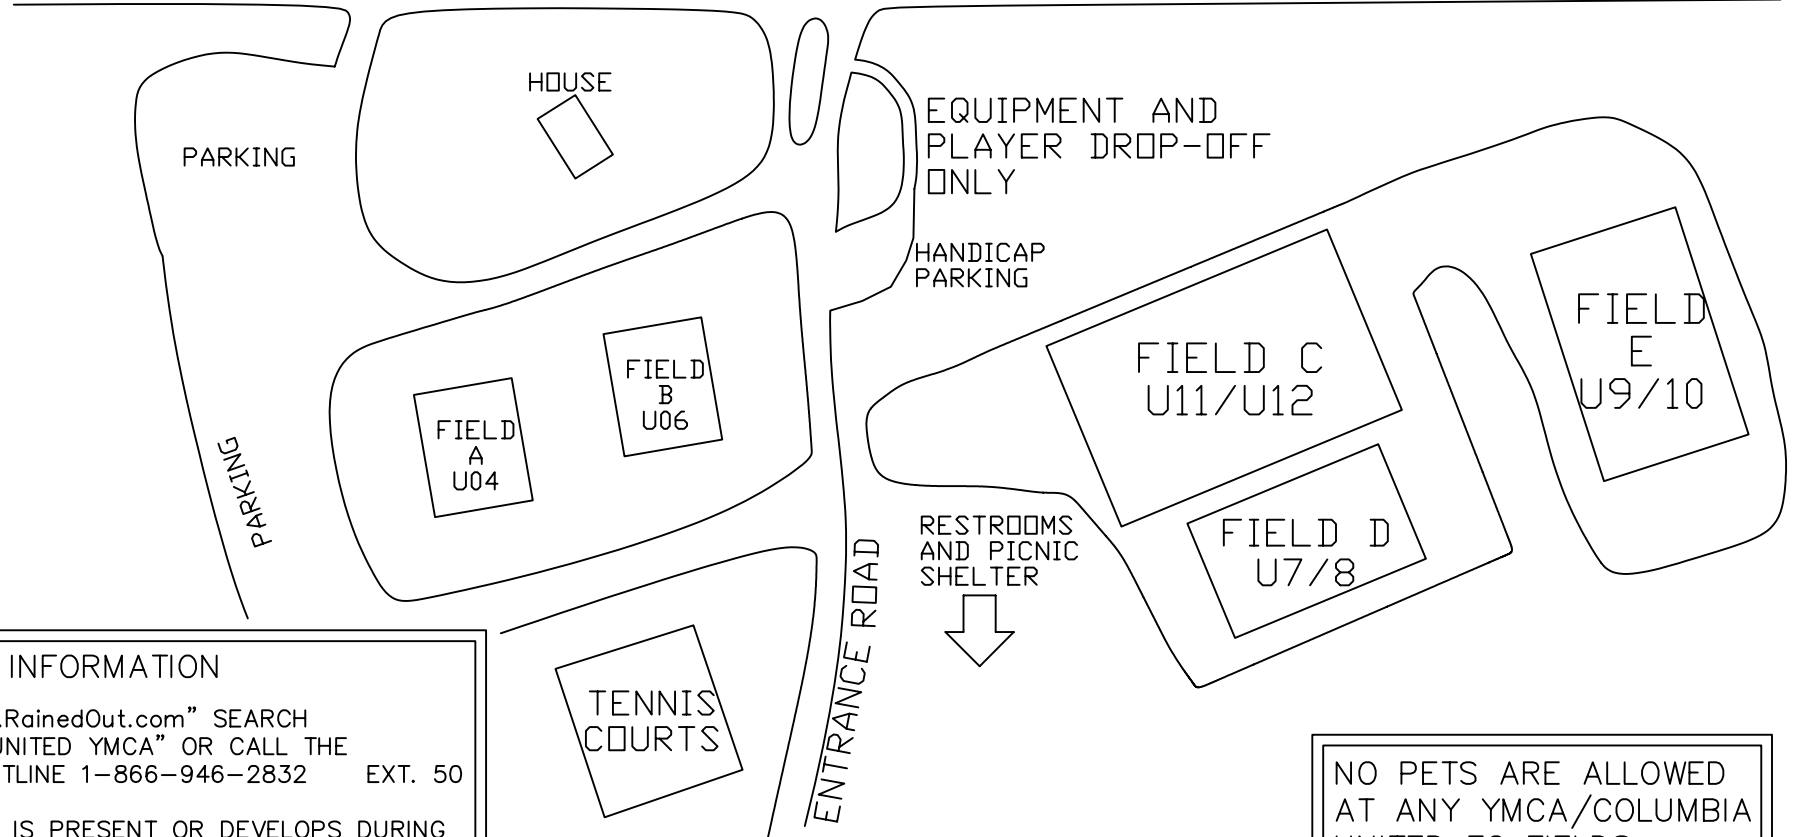 HOUSE
PARKING
EQUIPMENT AND
PLAYER DROP-OFF
ONLY
HANDICAP
PARKING
FIELD
E
U9/10
FIELD C
U11/U12
FIELD
B
U06
FIELD
A
U04
PARKING
FIELD D
U7/8
RESTROOMS
AND PICNIC
SHELTER
ENTRANCE ROAD
TENNIS
COURTS
INFORMATION
.RainedOut.com” SEARCH
UNITED YMCA” OR CALL THE
TLINE 1-866-946-2832 EXT. 50
IS PRESENT OR DEVELOPS DURING
NO PETS ARE ALLOWED
AT ANY YMCA/COLUMBIA